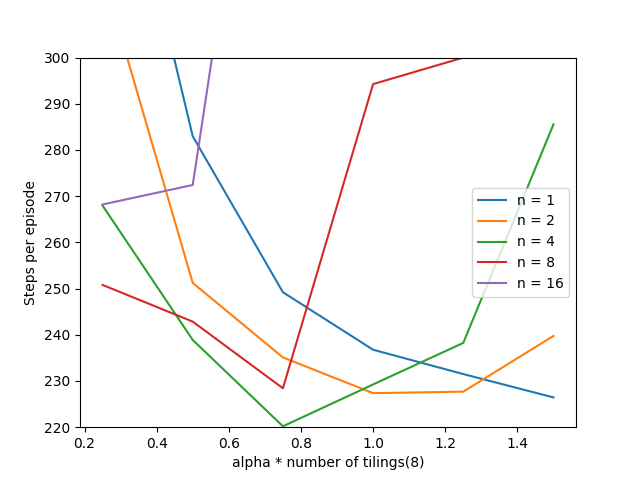 300
290
280
270
260
250
240
230
220
Steps per episode
n = 1
n = 2
n = 4
n = 8
n = 16
0.2 0.4 0.6 0.8 1.0 1.2 1.4
alpha * number of tilings(8)